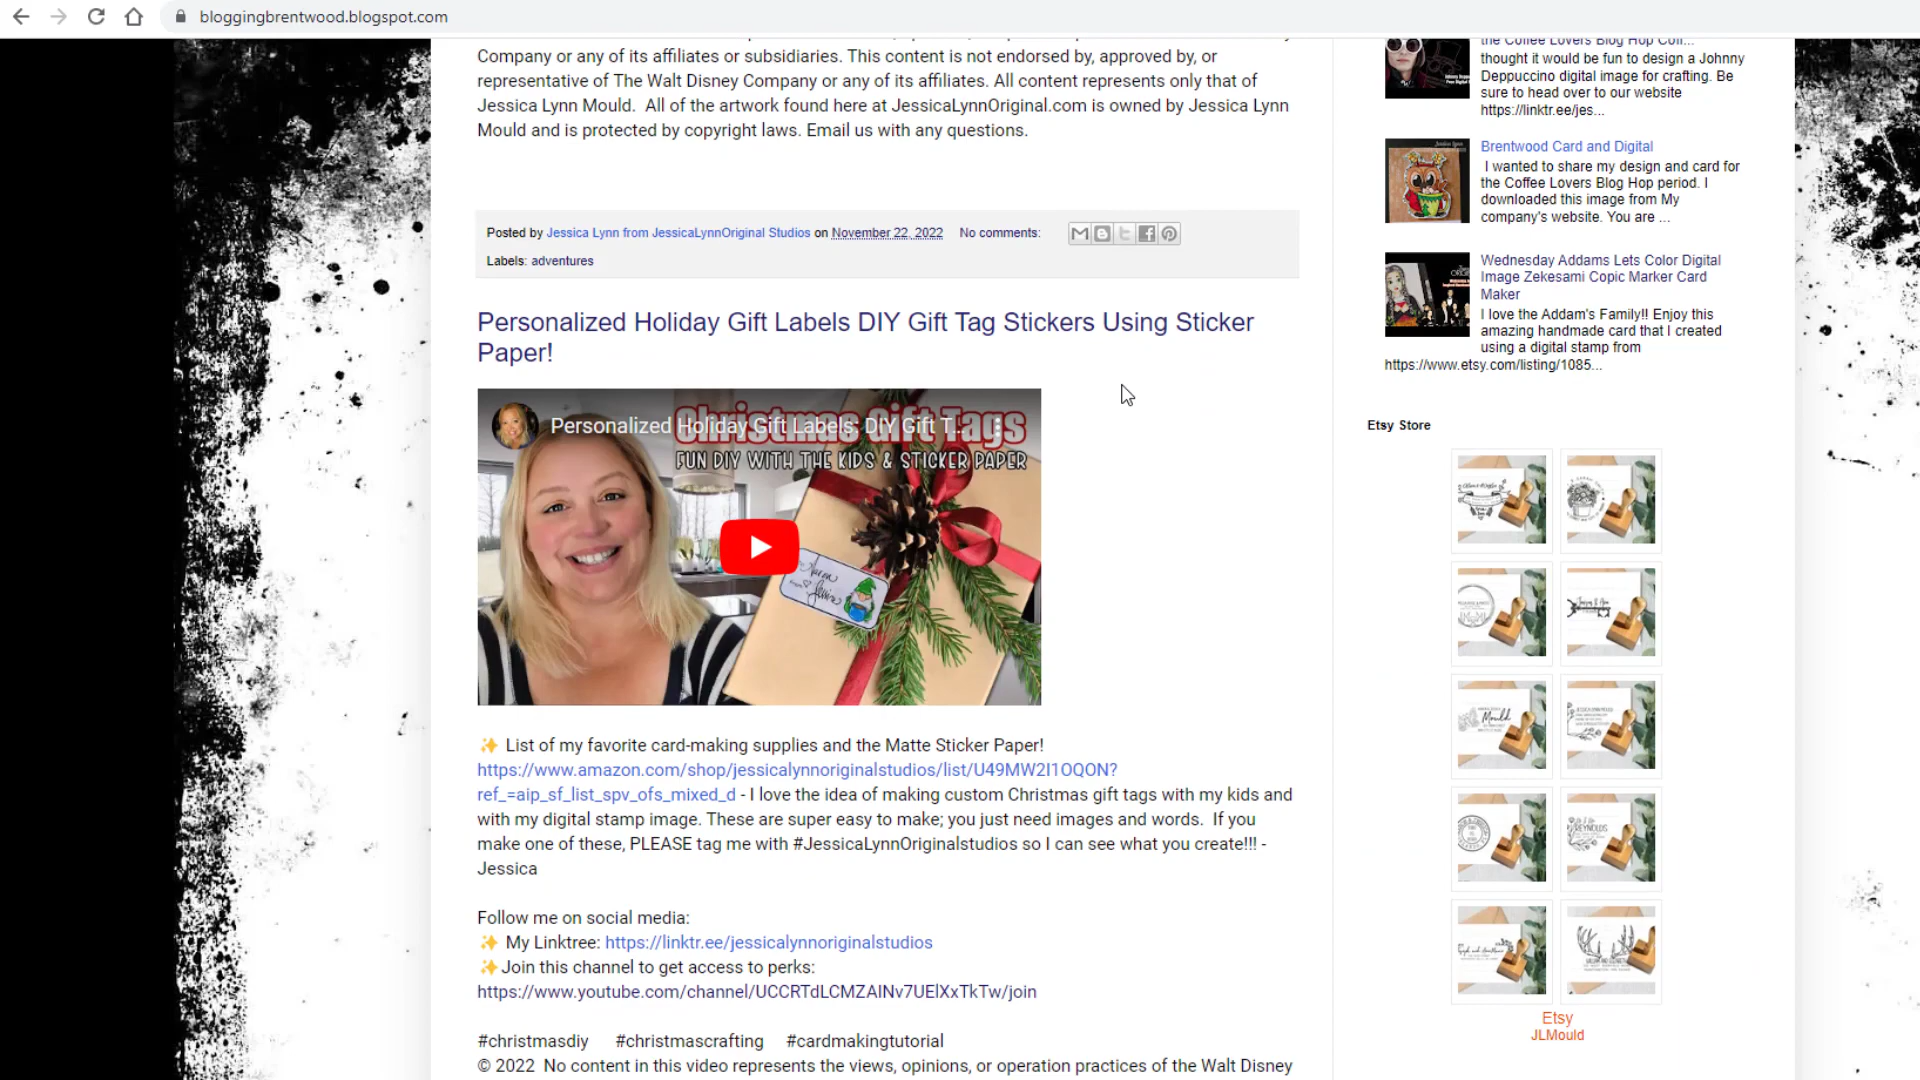 bloggingbrentwood.blogspot.com
Company or any of its affiliates or subsidiaries. This content is not endorsed by, approved by, or
representative of The Walt Disney Company or any of its affiliates. All content represents only that of
Jessica Lynn Mould.  All of the artwork found here at JessicaLynnOriginal.com is owned by Jessica Lynn
Mould and is protected by copyright laws. Email us with any questions.
Posted by Jessica Lynn from JessicaLynnOriginal Studios on November 22, 2022 No comments:
Labels: adventures
Personalized Holiday Gift Labels DIY Gift Tag Stickers Using Sticker
Paper!
Christmas Gift Tags
Personalized Holiday Gift Labels DIY Gift T...
FUN DIY WITH THE KIDS & STICKER PAPER
✨ List of my favorite card-making supplies and the Matte Sticker Paper!
https://www.amazon.com/shop/jessicalynnoriginalstudios/list/U49MW2I1OQON?
ref_=aip_sf_list_spv_ofs_mixed_d - I love the idea of making custom Christmas gift tags with my kids and
with my digital stamp image. These are super easy to make; you just need images and words.  If you
make one of these, PLEASE tag me with #JessicaLynnOriginalstudios so I can see what you create!!! -
Jessica
Follow me on social media:
✨ My Linktree: https://linktr.ee/jessicalynnoriginalstudios
✨Join this channel to get access to perks:
https://www.youtube.com/channel/UCCRTdLCMZAINv7UElXxTkTw/join
#christmasdiy #christmascrafting #cardmakingtutorial
© 2022  No content in this video represents the views, opinions, or operation practices of the Walt Disney
the Coffee Lovers Blog Hop Coff...
thought it would be fun to design a Johnny
Deppuccino digital image for crafting. Be
sure to head over to our website
https://linktr.ee/jes...
Brentwood Card and Digital
I wanted to share my design and card for
the Coffee Lovers Blog Hop period. I
downloaded this image from My
company's website. You are ...
Wednesday Addams Lets Color Digital
Image Zekesami Copic Marker Card
Maker
I love the Addam's Family!! Enjoy this
amazing handmade card that I created
using a digital stamp from
https://www.etsy.com/listing/1085...
Etsy Store
Mould
REYNOLDS
Etsy
JLMould